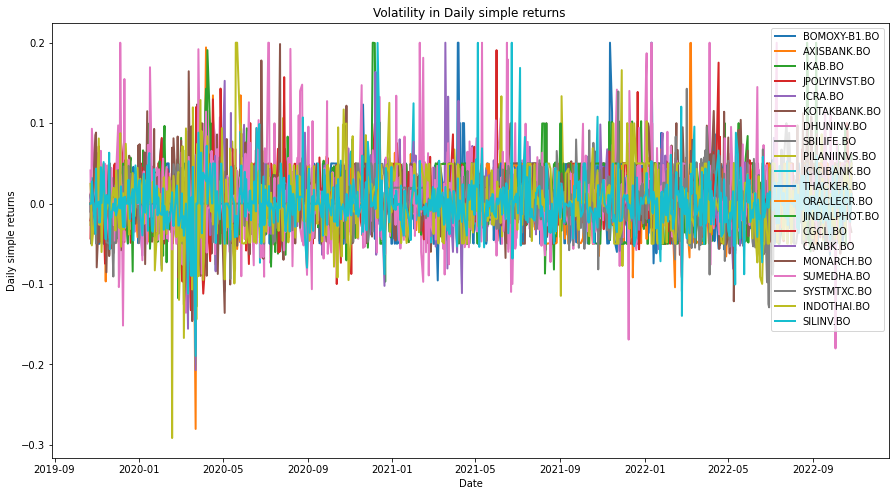 Volatility in Daily simple returns
Daily simple returns
0.2
0.1
0.0
−0.1
−0.2
−0.3
BOMOXY-B1.BO
AXISBANK.BO
IKAB.BO
JPOLYINVST.BO
ICRA.BO
KOTAKBANK.BO
DHUNINV.BO
SBILIFE.BO
PILANIINVS.BO
ICICIBANK.BO
THACKER.BO
ORACLECR.BO
JINDALPHOT.BO
CGCL.BO
CANBK.BO
MONARCH.BO
SUMEDHA.BO
SYSTMTXC.BO
INDOTHAI.BO
SILINV.BO
2019-09
2020-01
2020-05
2020-09
2021-01
2021-05
2021-09
2022-01
2022-05
2022-09
Date